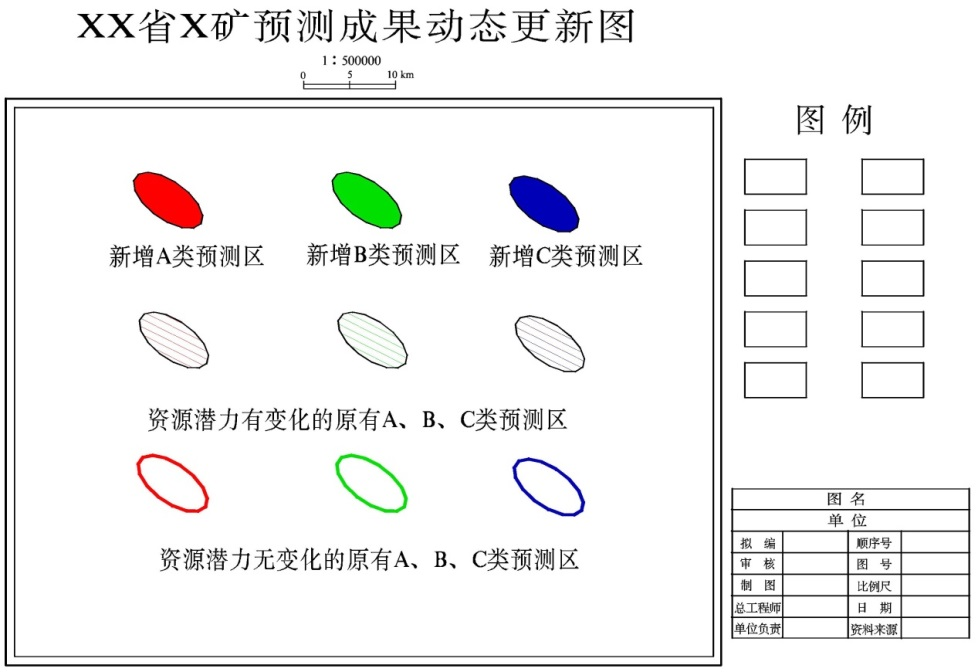 XX省X矿预测成果动态更新图
1：500000
0 5 10 km
图 例
新增A类预测区 新增B类预测区 新增C类预测区
资源潜力有变化的原有A、B、C类预测区
资源潜力无变化的原有A、B、C类预测区
图 名
单 位
拟 编 顺序号
审 核 图 号
制 图 比例尺
总工程师 日 期
单位负责 资料来源